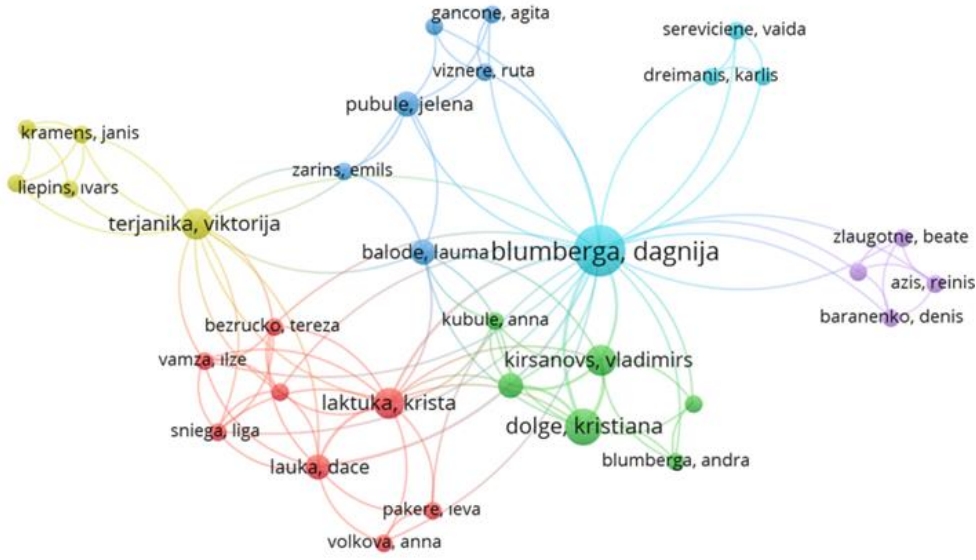 gancone, agita
sereviciene, vaida
viznere, ruta
dreimanis, karlis
pubule, jelena
kramens, janis
zarins, emils
liepins, ivars
terjanika, viktorija
zlaugotne, beate
balode, lauma
blumberga, dagnija
azis, reinis
baranenko, denis
bezrucko, tereza
kubule, anna
vamza, ilze
kirsanovs, vladimirs
laktuka, krista
dolge, kristiana
sniega, liga
blumberga, andra
lauka, dace
pakere, ieva
volkova, anna